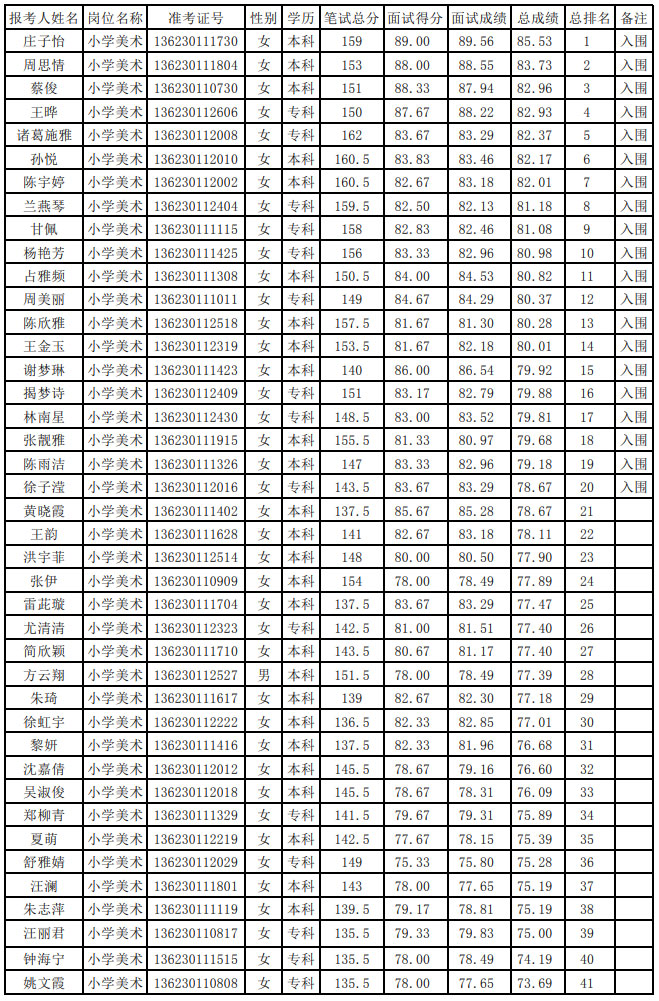 报考人姓名 岗位名称 准考证号 性别 学历 笔试总分 面试得分 面试成绩 总成绩 总排名 备注
庄子怡 小学美术 136230111730 女 本科 159 89.00 89.56 85.53 1 入围
周思情 小学美术 136230111804 女 本科 153 88.00 88.55 83.73 2 入围
蔡俊 小学美术 136230110730 女 本科 151 88.33 87.94 82.96 3 入围
王晔 小学美术 136230112606 女 专科 150 87.67 88.22 82.93 4 入围
诸葛施雅 小学美术 136230112008 女 专科 162 83.67 83.29 82.37 5 入围
孙悦 小学美术 136230112010 女 本科 160.5 83.83 83.46 82.17 6 入围
陈宇婷 小学美术 136230112002 女 本科 160.5 82.67 83.18 82.01 7 入围
兰燕琴 小学美术 136230112404 女 专科 159.5 82.50 82.13 81.18 8 入围
甘佩 小学美术 136230111115 女 专科 158 82.83 82.46 81.08 9 入围
杨艳芳 小学美术 136230111425 女 专科 156 83.33 82.96 80.98 10 入围
占雅频 小学美术 136230111308 女 本科 150.5 84.00 84.53 80.82 11 入围
周美丽 小学美术 136230111011 女 专科 149 84.67 84.29 80.37 12 入围
陈欣雅 小学美术 136230112518 女 本科 157.5 81.67 81.30 80.28 13 入围
王金玉 小学美术 136230112319 女 本科 153.5 81.67 82.18 80.01 14 入围
谢梦琳 小学美术 136230111423 女 本科 140 86.00 86.54 79.92 15 入围
揭梦诗 小学美术 136230112409 女 专科 151 83.17 82.79 79.88 16 入围
林南星 小学美术 136230112430 女 专科 148.5 83.00 83.52 79.81 17 入围
张靓雅 小学美术 136230111915 女 本科 155.5 81.33 80.97 79.68 18 入围
陈雨洁 小学美术 136230111326 女 本科 147 83.33 82.96 79.18 19 入围
徐子滢 小学美术 136230112016 女 专科 143.5 83.67 83.29 78.67 20 入围
黄晓霞 小学美术 136230111402 女 本科 137.5 85.67 85.28 78.67 21
王韵 小学美术 136230111628 女 本科 141 82.67 83.18 78.11 22
洪宇菲 小学美术 136230112514 女 本科 148 80.00 80.50 77.90 23
张伊 小学美术 136230110909 女 本科 154 78.00 78.49 77.89 24
雷茈璇 小学美术 136230111704 女 本科 137.5 83.67 83.29 77.47 25
尤清清 小学美术 136230112323 女 专科 142.5 81.00 81.51 77.40 26
简欣颖 小学美术 136230111710 女 本科 143.5 80.67 81.17 77.40 27
方云翔 小学美术 136230112527 男 本科 151.5 78.00 78.49 77.39 28
朱琦 小学美术 136230111617 女 本科 139 82.67 82.30 77.18 29
徐虹宇 小学美术 136230112222 女 本科 136.5 82.33 82.85 77.01 30
黎妍 小学美术 136230111416 女 本科 137.5 82.33 81.96 76.68 31
沈嘉倩 小学美术 136230112012 女 本科 145.5 78.67 79.16 76.60 32
吴淑俊 小学美术 136230112018 女 本科 145.5 78.67 78.31 76.09 33
郑柳青 小学美术 136230111329 女 专科 141.5 79.67 79.31 75.89 34
夏萌 小学美术 136230112219 女 本科 142.5 77.67 78.15 75.39 35
舒雅婧 小学美术 136230112029 女 专科 149 75.33 75.80 75.28 36
汪澜 小学美术 136230111801 女 本科 143 78.00 77.65 75.19 37
朱志萍 小学美术 136230111119 女 本科 139.5 79.17 78.81 75.19 38
汪丽君 小学美术 136230110817 女 专科 135.5 79.33 79.83 75.00 39
钟海宁 小学美术 136230111515 女 专科 135.5 78.00 78.49 74.19 40
姚文霞 小学美术 136230110808 女 专科 135.5 78.00 77.65 73.69 41